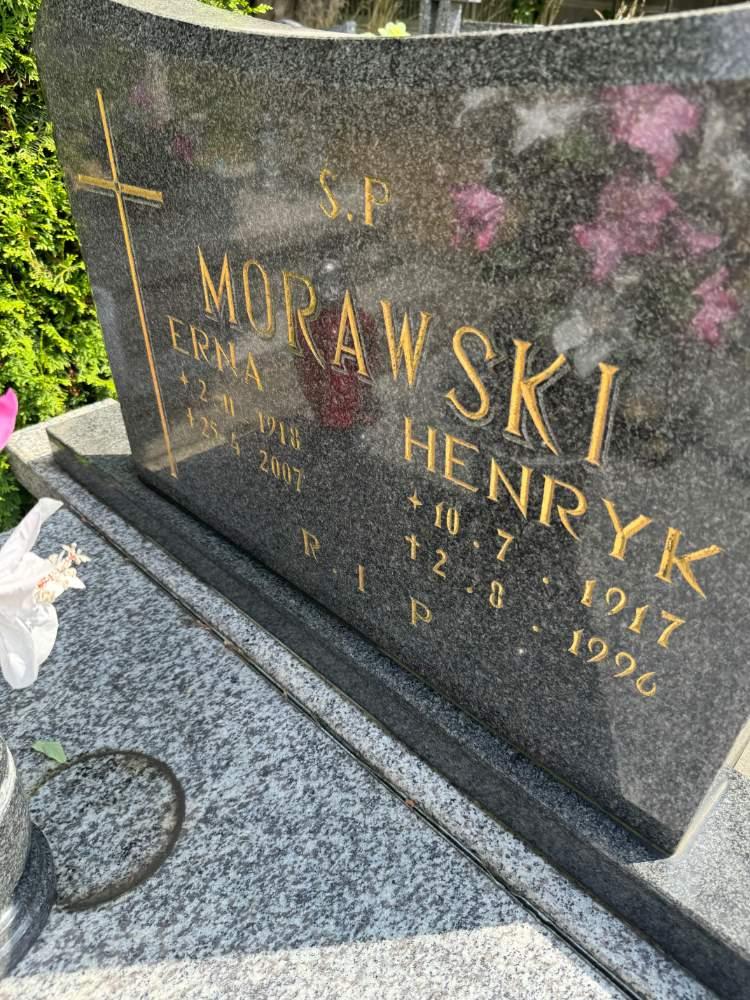 Ś.P
MORAWSKI
ERNA
+ 2 · 11 · 1918
† 25 · 5 · 2007
HENRYK
+ 10 · 7 · 1917
† 2 · 8 · 1996
R . I . P .